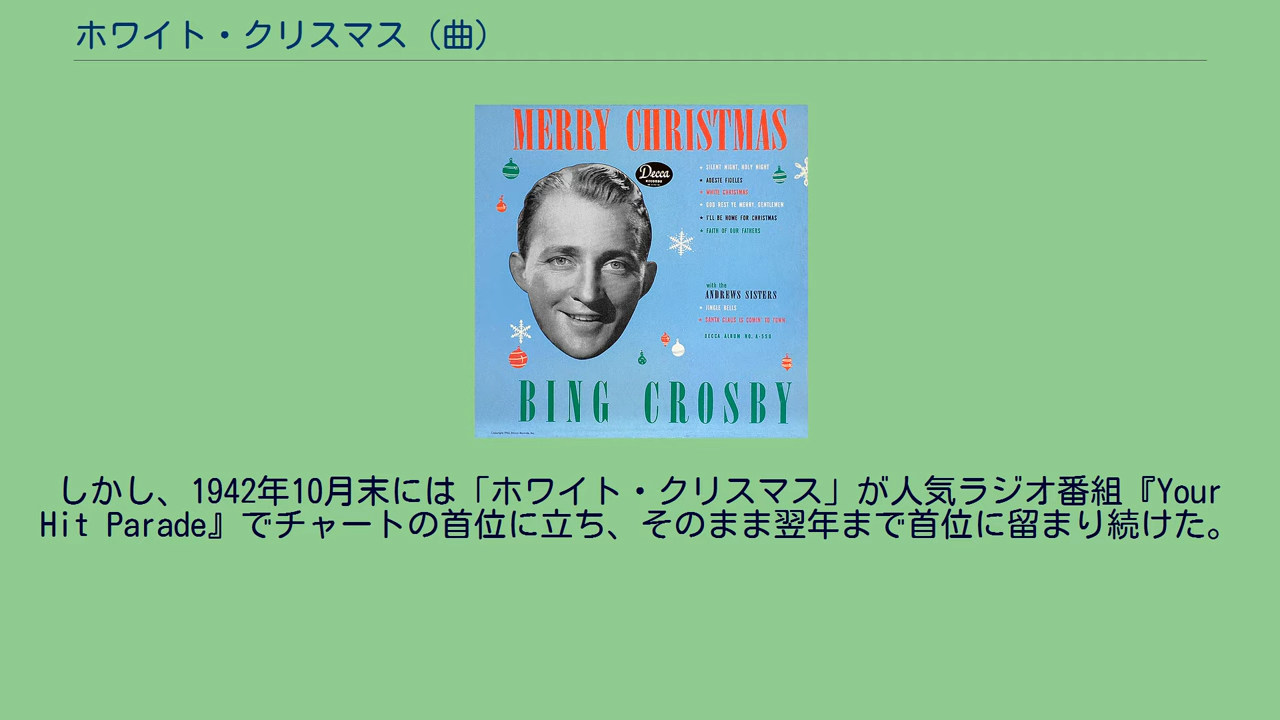 ホワイト・クリスマス（曲）
MERRY CHRISTMAS
Decca
RECORDS
SILENT NIGHT, HOLY NIGHT
ADESTE FIDELES
WHITE CHRISTMAS
GOD REST YE MERRY, GENTLEMEN
I'LL BE HOME FOR CHRISTMAS
FAITH OF OUR FATHERS
with the
ANDREWS SISTERS
JINGLE BELLS
SANTA CLAUS IS COMIN' TO TOWN
DECCA ALBUM NO. A-550
BING CROSBY
しかし、1942年10月末には「ホワイト・クリスマス」が人気ラジオ番組『Your
Hit Parade』でチャートの首位に立ち、そのまま翌年まで首位に留まり続けた。